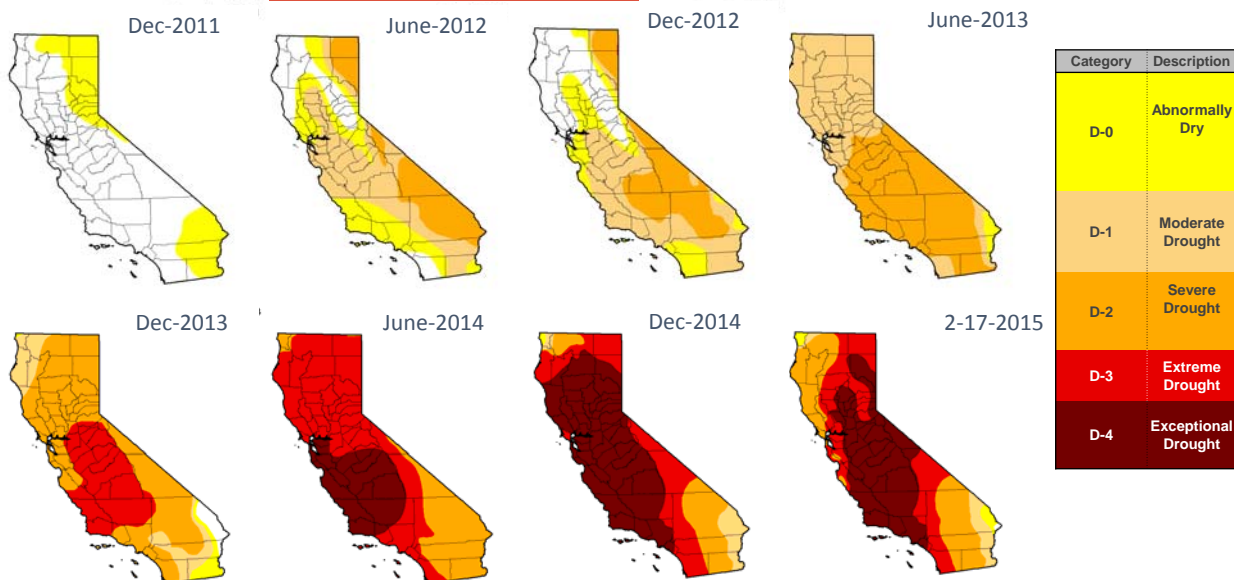 Dec-2011
June-2012
Dec-2012
June-2013
Category Description
D-0 Abnormally
Dry
D-1 Moderate
Drought
D-2 Severe
Drought
D-3 Extreme
Drought
D-4 Exceptional
Drought
Dec-2013
June-2014
Dec-2014
2-17-2015